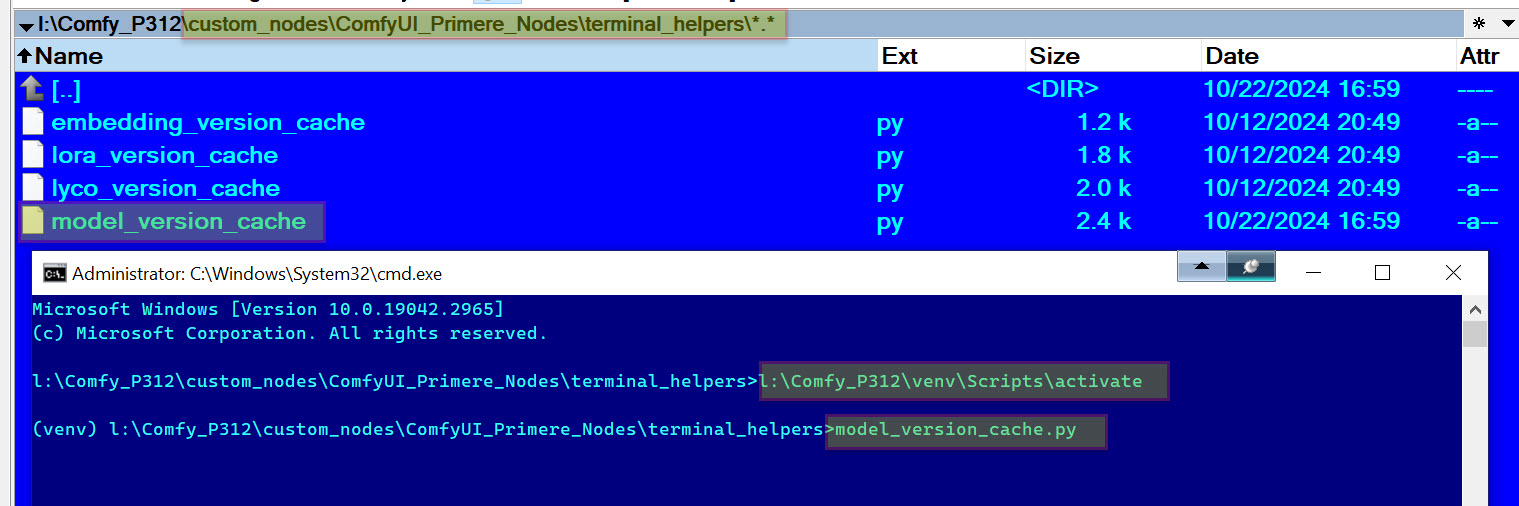 l:\Comfy_P312\custom_nodes\ComfyUI_Primere_Nodes\terminal_helpers\*.*
*
Name Ext Size Date Attr
[..] <DIR> 10/22/2024 16:59 ----
embedding_version_cache py 1.2 k 10/12/2024 20:49 -a--
lora_version_cache py 1.8 k 10/12/2024 20:49 -a--
lyco_version_cache py 2.0 k 10/12/2024 20:49 -a--
model_version_cache py 2.4 k 10/22/2024 16:59 -a--
C:\. Administrator: C:\Windows\System32\cmd.exe
Microsoft Windows [Version 10.0.19042.2965]
(c) Microsoft Corporation. All rights reserved.
l:\Comfy_P312\custom_nodes\ComfyUI_Primere_Nodes\terminal_helpers>l:\Comfy_P312\venv\Scripts\activate
(venv) l:\Comfy_P312\custom_nodes\ComfyUI_Primere_Nodes\terminal_helpers>model_version_cache.py